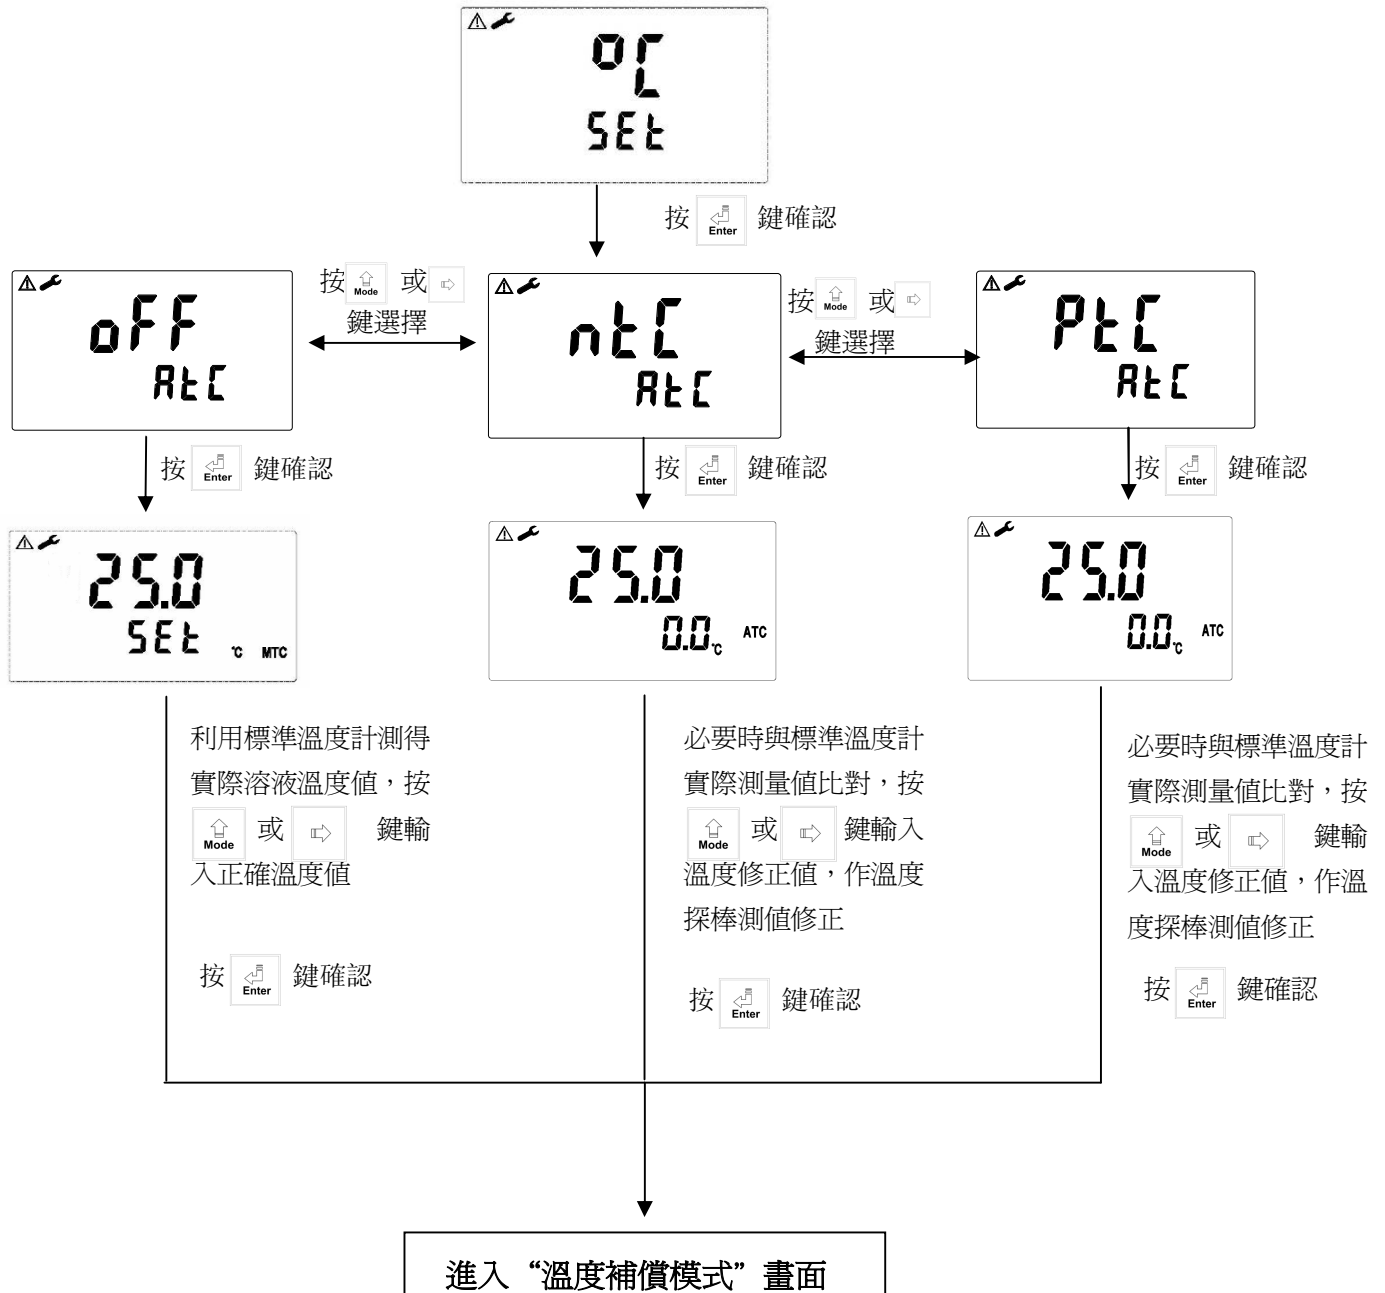 ℃
SEt
按 Enter 鍵確認
oFF
AtC
按 Mode 或
鍵選擇
ntC
AtC
按 Mode 或
鍵選擇
PtC
AtC
按 Enter 鍵確認
按 Enter 鍵確認
按 Enter 鍵確認
25.0
SEt ℃ MTC
25.0
0.0 ℃ ATC
25.0
0.0 ℃ ATC
利用標準溫度計測得
實際溶液溫度值，按
Mode 或 鍵輸
入正確溫度值
按 Enter 鍵確認
必要時與標準溫度計
實際測量值比對，按
Mode 或 鍵輸入
溫度修正值，作溫度
探棒測值修正
按 Enter 鍵確認
必要時與標準溫度計
實際測量值比對，按
Mode 或 鍵輸
入溫度修正值，作溫
度探棒測值修正
按 Enter 鍵確認
進入“溫度補償模式”畫面